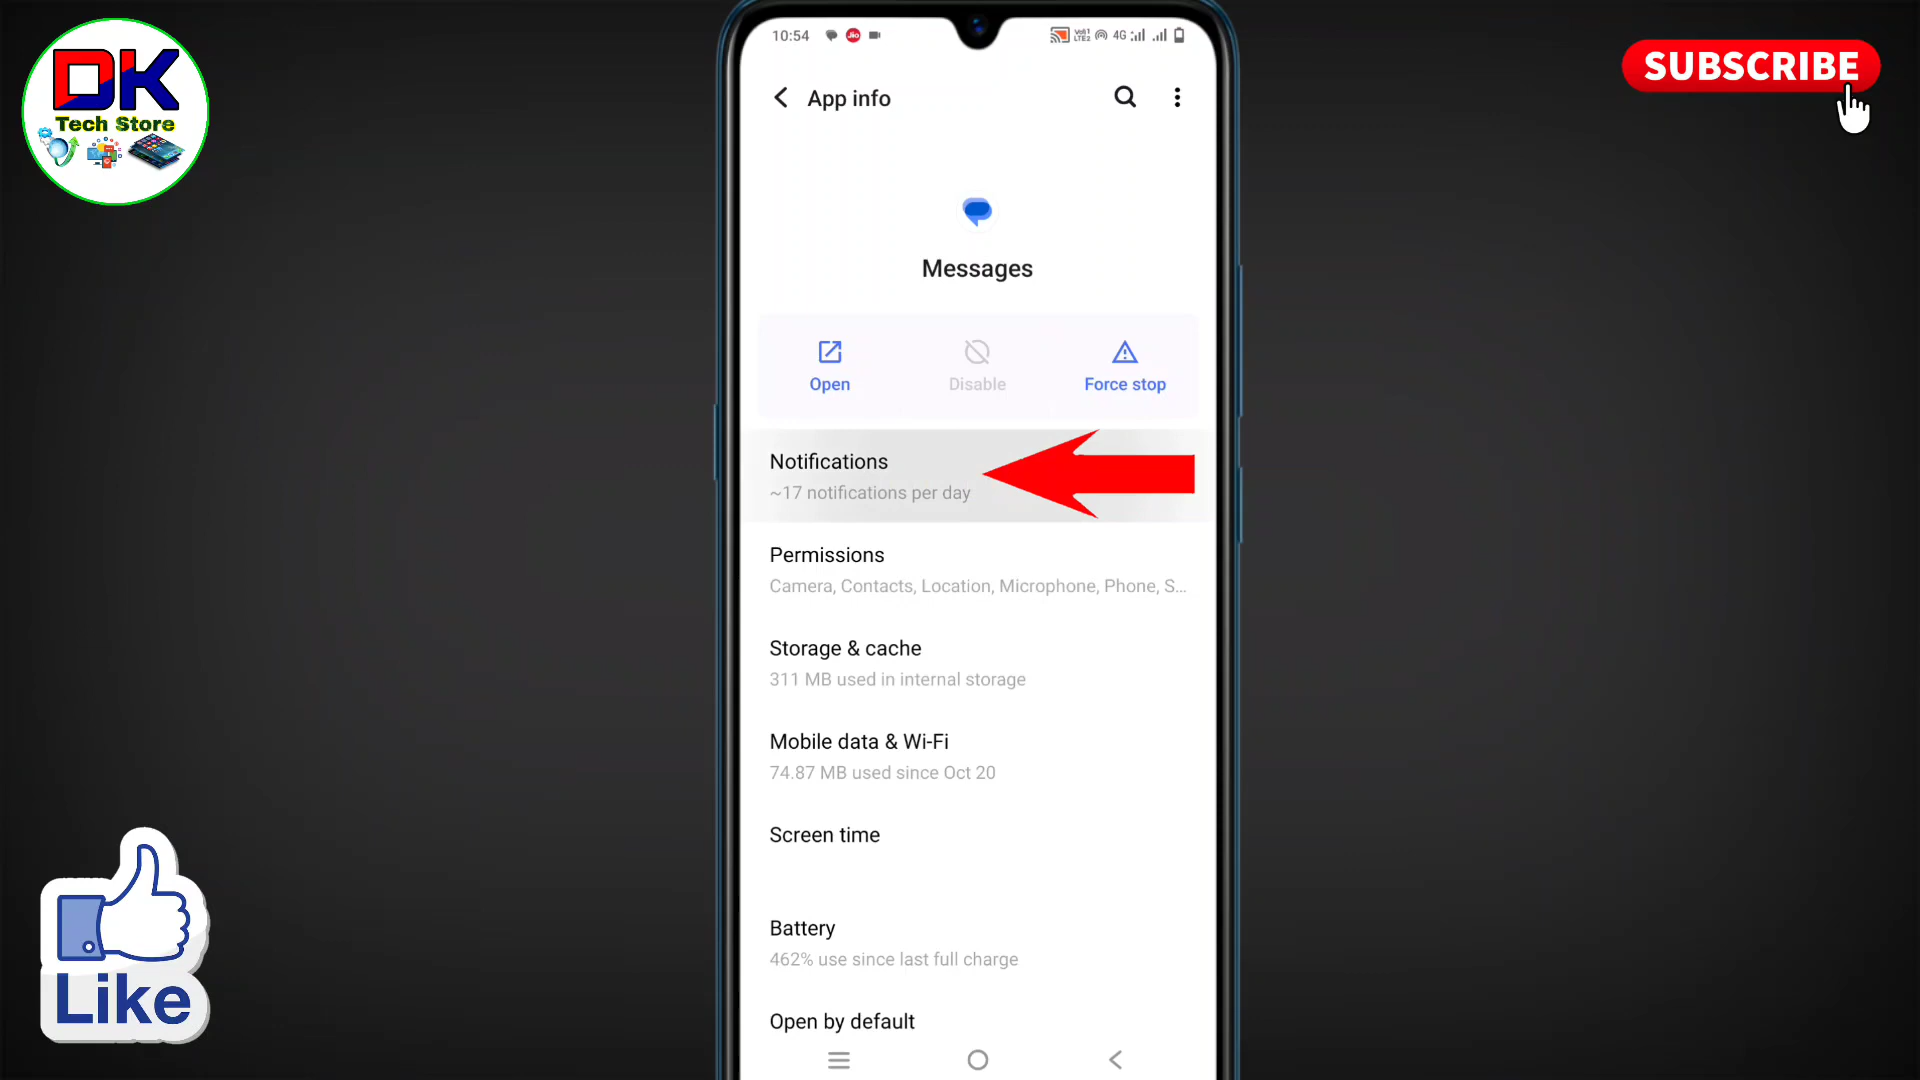 DK
Tech Store
SUBSCRIBE
10:54
Jio
4G
App info
Messages
Open
Disable
Force stop
Notifications
~17 notifications per day
Permissions
Camera, Contacts, Location, Microphone, Phone, S...
Storage & cache
311 MB used in internal storage
Mobile data & Wi-Fi
74.87 MB used since Oct 20
Screen time
Battery
462% use since last full charge
Open by default
Like